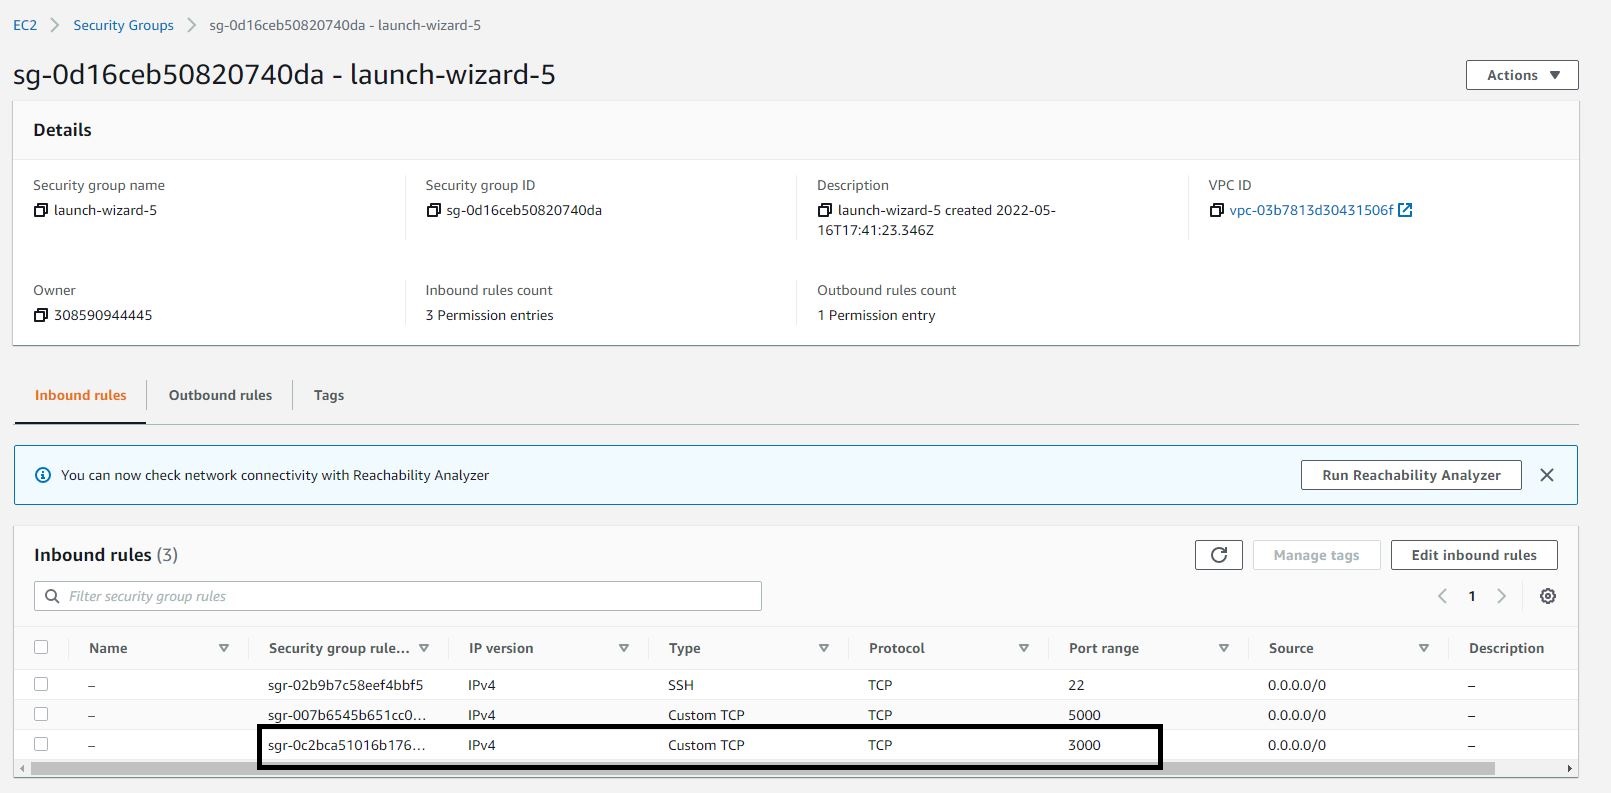 EC2 > Security Groups > sg-0d16ceb50820740da - launch-wizard-5
sg-0d16ceb50820740da - launch-wizard-5
Actions
Details
Security group name
launch-wizard-5
Security group ID
sg-0d16ceb50820740da
Description
launch-wizard-5 created 2022-05-
16T17:41:23.346Z
VPC ID
vpc-03b7813d30431506f
Owner
308590944445
Inbound rules count
3 Permission entries
Outbound rules count
1 Permission entry
Inbound rules Outbound rules Tags
You can now check network connectivity with Reachability Analyzer
Run Reachability Analyzer
Inbound rules (3)
Manage tags
Edit inbound rules
Filter security group rules
1
Name Security group rule... IP version Type Protocol Port range Source Description
– sgr-02b9b7c58eef4bbf5 IPv4 SSH TCP 22 0.0.0.0/0 –
– sgr-007b6545b651cc0... IPv4 Custom TCP TCP 5000 0.0.0.0/0 –
– sgr-0c2bca51016b176... IPv4 Custom TCP TCP 3000 0.0.0.0/0 –